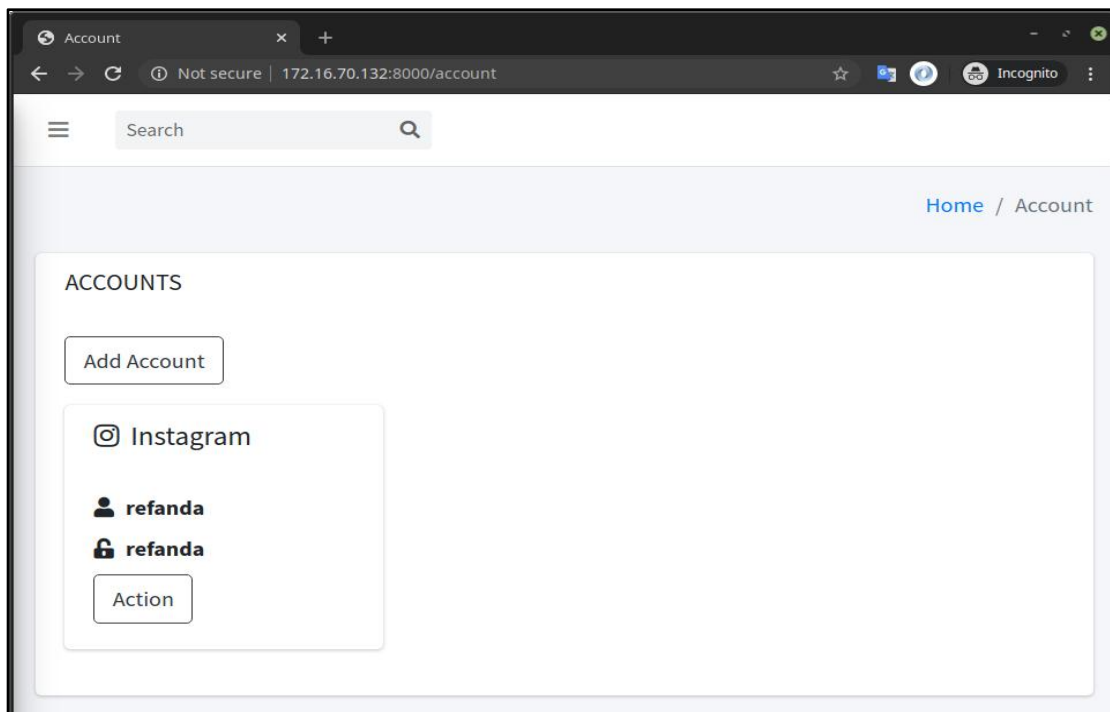 Account
Not secure | 172.16.70.132:8000/account
Incognito
Search
Home / Account
ACCOUNTS
Add Account
Instagram
refanda
refanda
Action